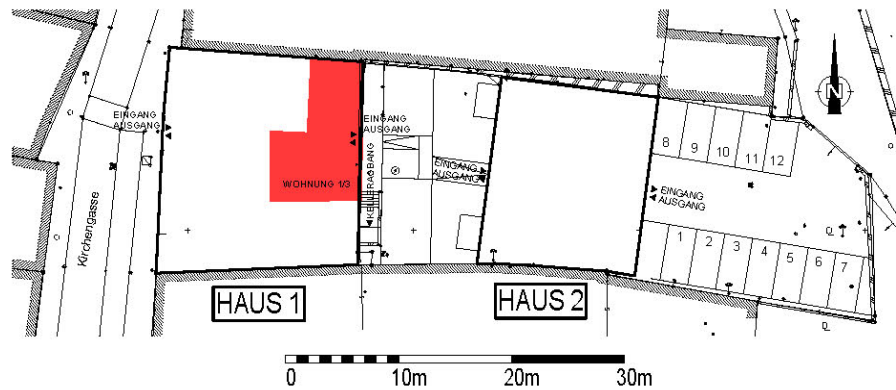 EINGANG
AUSGANG
EINGANG
AUSGANG
N
8
9
10
11
12
EINGANG
AUSGANG
WOHNUNG 1/3
KELLERABGANG
EINGANG
AUSGANG
Kirchengasse
1
2
3
4
5
6
7
HAUS 1
HAUS 2
0 10m 20m 30m